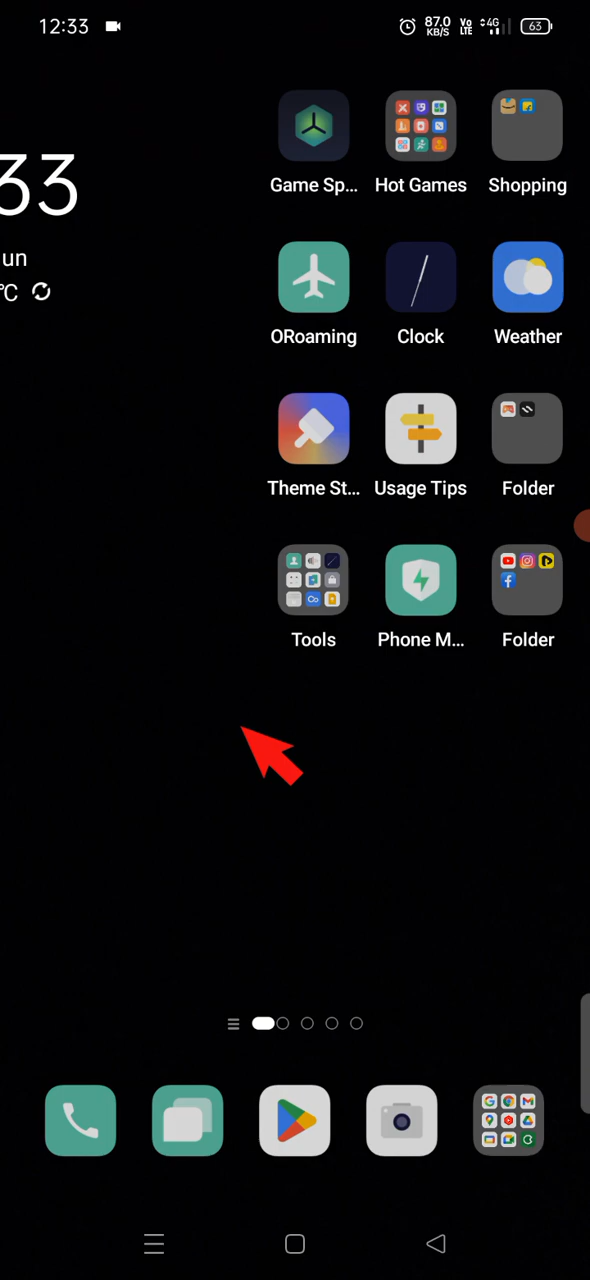 12:33
87.0
KB/S
Vo
LTE
4G
63
33
un
°C
Game Sp...
Hot Games
Shopping
ORoaming
Clock
Weather
Theme St...
Usage Tips
Folder
Tools
Phone M...
Folder